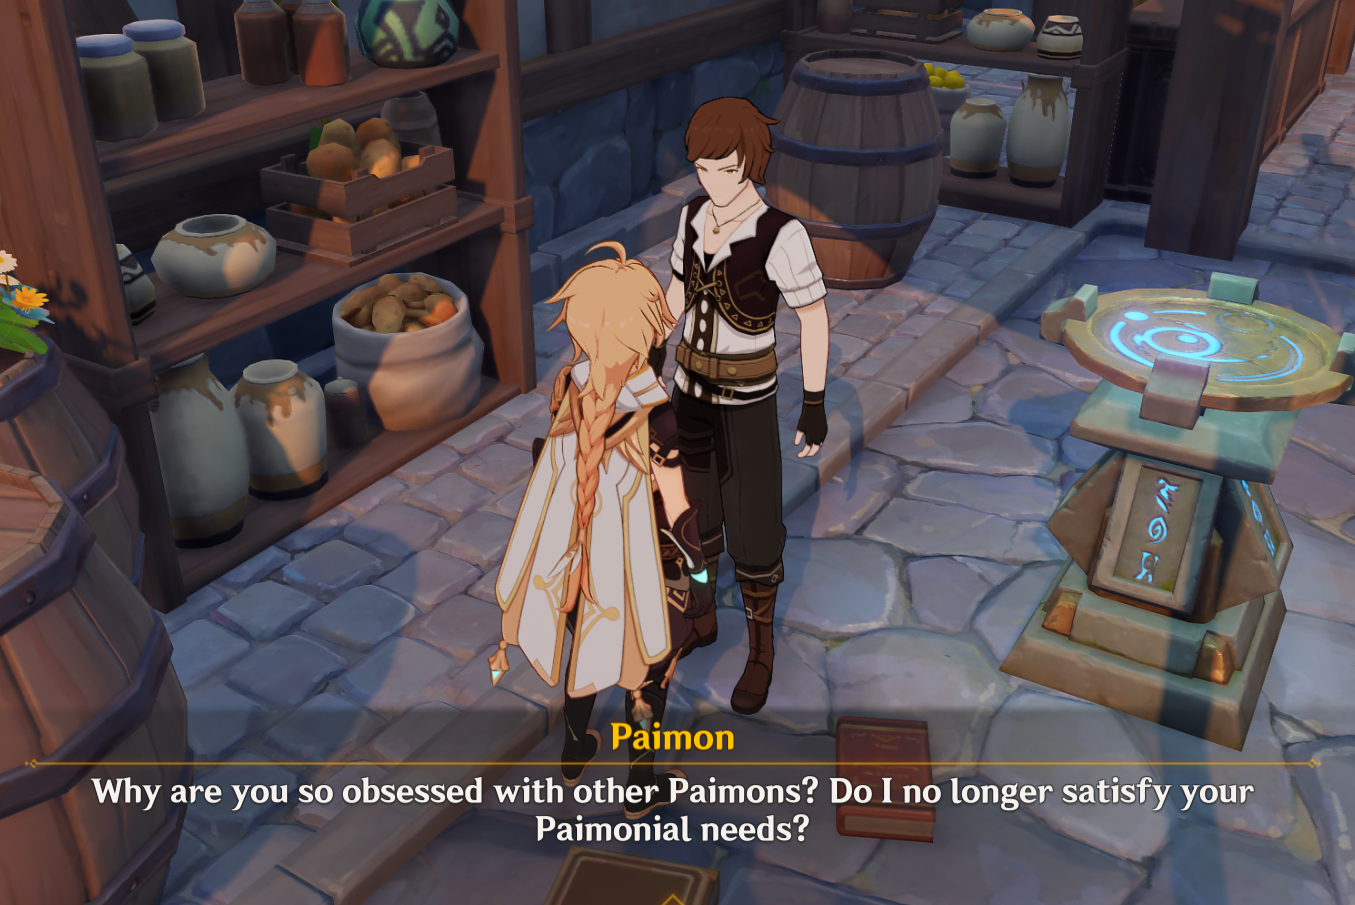 Paimon
Why are you so obsessed with other Paimons? Do I no longer satisfy your
Paimonial needs?